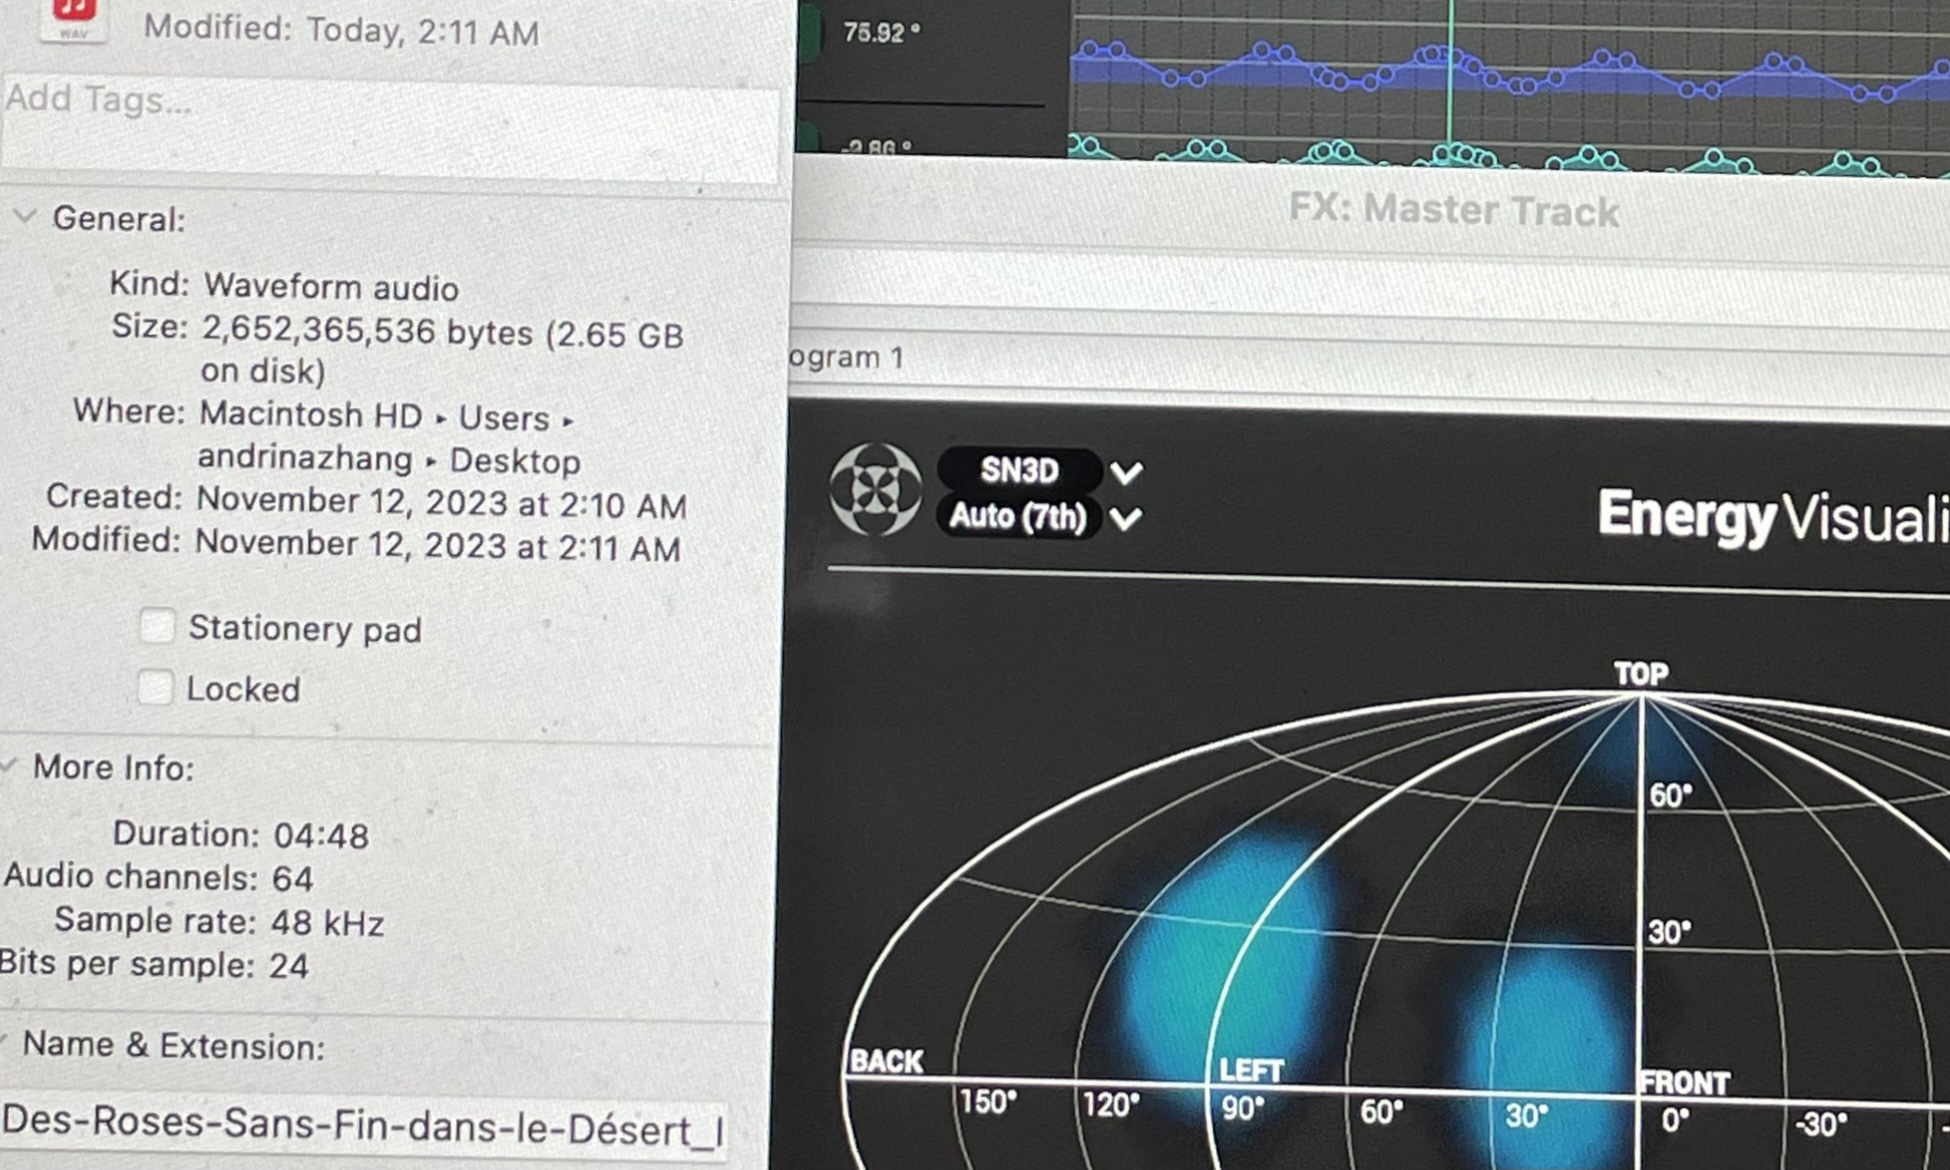 WAV
Modified: Today, 2:11 AM
Add Tags...
General:
Kind: Waveform audio
Size: 2,652,365,536 bytes (2.65 GB
on disk)
Where: Macintosh HD ▸ Users ▸
andrinazhang ▸ Desktop
Created: November 12, 2023 at 2:10 AM
Modified: November 12, 2023 at 2:11 AM
Stationery pad
Locked
More Info:
Duration: 04:48
Audio channels: 64
Sample rate: 48 kHz
Bits per sample: 24
Name & Extension:
Des-Roses-Sans-Fin-dans-le-Désert_
75.92°
-2.86°
FX: Master Track
ogram 1
SN3D
Auto (7th)
EnergyVisuali
TOP
60°
30°
BACK
LEFT
FRONT
150°
120°
90°
60°
30°
0°
-30°